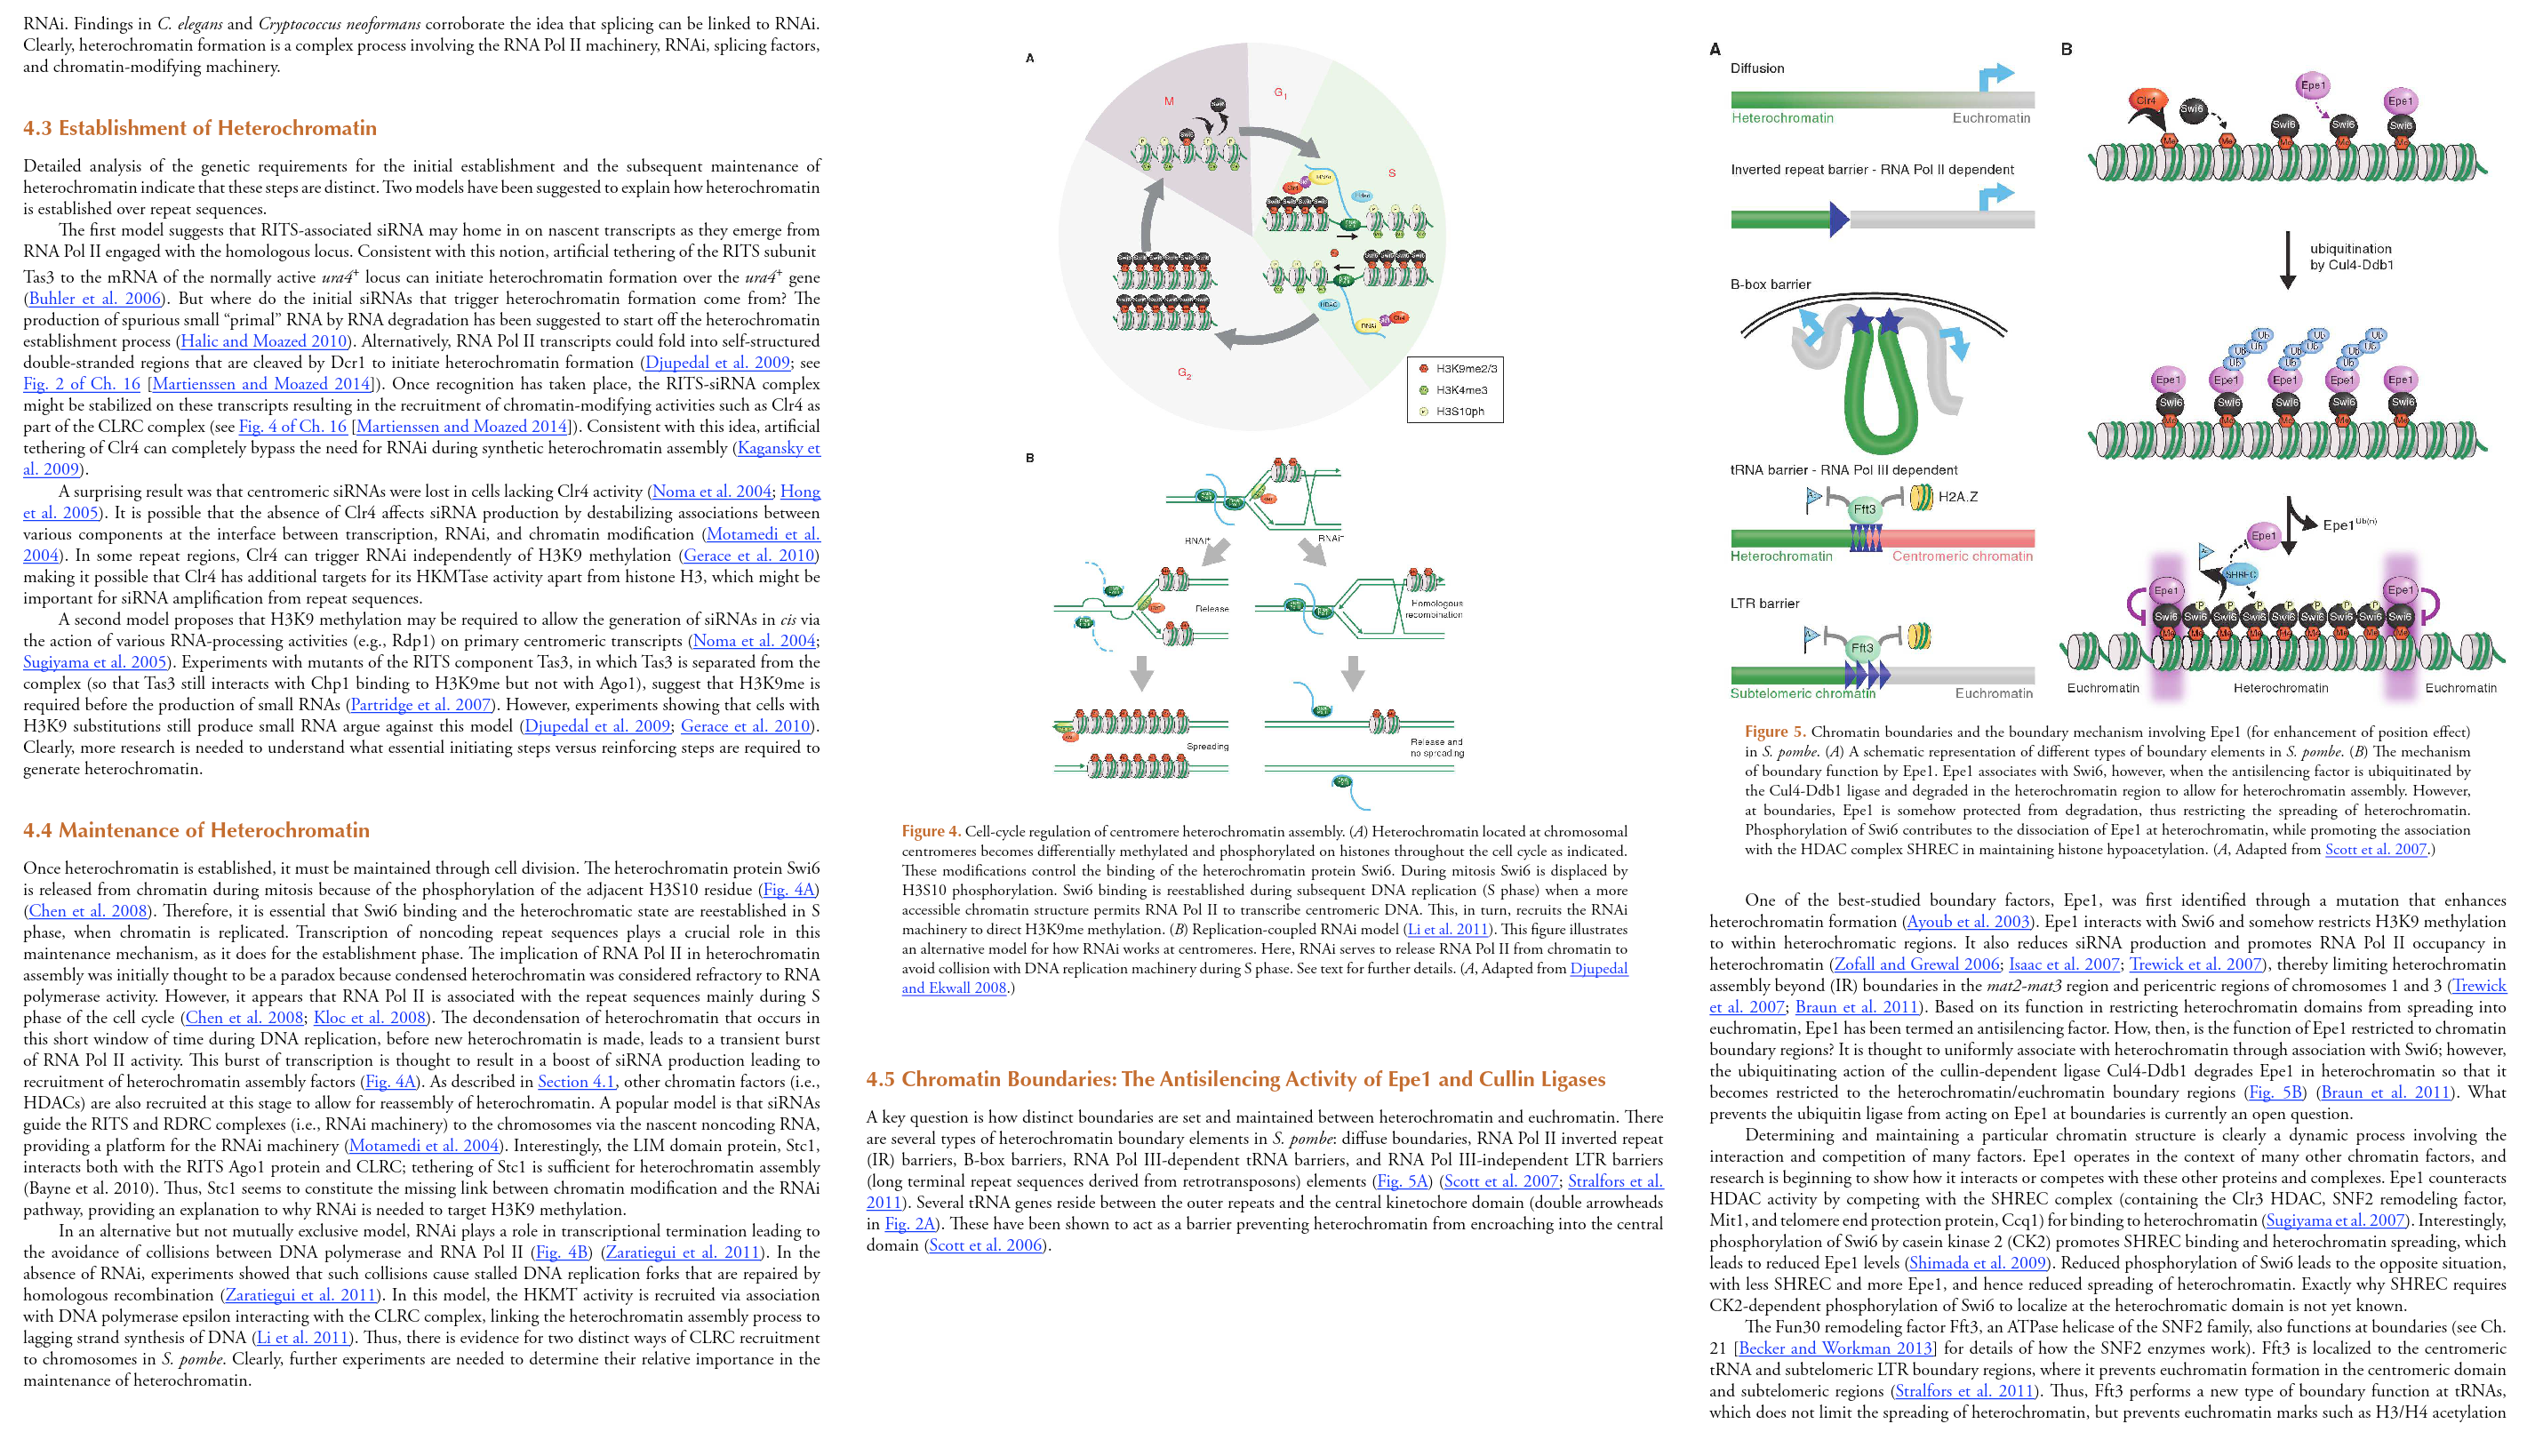 RNAi. Findings in C. elegans and Cryptococcus neoformans corroborate the idea that splicing can be linked to RNAi.
Clearly, heterochromatin formation is a complex process involving the RNA Pol II machinery, RNAi, splicing factors,
and chromatin-modifying machinery.
4.3 Establishment of Heterochromatin
Detailed analysis of the genetic requirements for the initial establishment and the subsequent maintenance of
heterochromatin indicate that these steps are distinct. Two models have been suggested to explain how heterochromatin
is established over repeat sequences.
The first model suggests that RITS-associated siRNA may home in on nascent transcripts as they emerge from
RNA Pol II engaged with the homologous locus. Consistent with this notion, artificial tethering of the RITS subunit
Tas3 to the mRNA of the normally active ura4+ locus can initiate heterochromatin formation over the ura4+ gene
(Buhler et al. 2006). But where do the initial siRNAs that trigger heterochromatin formation come from? The
production of spurious small “primal” RNA by RNA degradation has been suggested to start off the heterochromatin
establishment process (Halic and Moazed 2010). Alternatively, RNA Pol II transcripts could fold into self-structured
double-stranded regions that are cleaved by Dcr1 to initiate heterochromatin formation (Djupedal et al. 2009; see
Fig. 2 of Ch. 16 [Martienssen and Moazed 2014]). Once recognition has taken place, the RITS-siRNA complex
might be stabilized on these transcripts resulting in the recruitment of chromatin-modifying activities such as Clr4 as
part of the CLRC complex (see Fig. 4 of Ch. 16 [Martienssen and Moazed 2014]). Consistent with this idea, artificial
tethering of Clr4 can completely bypass the need for RNAi during synthetic heterochromatin assembly (Kagansky et
al. 2009).
A surprising result was that centromeric siRNAs were lost in cells lacking Clr4 activity (Noma et al. 2004; Hong
et al. 2005). It is possible that the absence of Clr4 affects siRNA production by destabilizing associations between
various components at the interface between transcription, RNAi, and chromatin modification (Motamedi et al.
2004). In some repeat regions, Clr4 can trigger RNAi independently of H3K9 methylation (Gerace et al. 2010)
making it possible that Clr4 has additional targets for its HKMTase activity apart from histone H3, which might be
important for siRNA amplification from repeat sequences.
A second model proposes that H3K9 methylation may be required to allow the generation of siRNAs in cis via
the action of various RNA-processing activities (e.g., Rdp1) on primary centromeric transcripts (Noma et al. 2004;
Sugiyama et al. 2005). Experiments with mutants of the RITS component Tas3, in which Tas3 is separated from the
complex (so that Tas3 still interacts with Chp1 binding to H3K9me but not with Ago1), suggest that H3K9me is
required before the production of small RNAs (Partridge et al. 2007). However, experiments showing that cells with
H3K9 substitutions still produce small RNA argue against this model (Djupedal et al. 2009; Gerace et al. 2010).
Clearly, more research is needed to understand what essential initiating steps versus reinforcing steps are required to
generate heterochromatin.
4.4 Maintenance of Heterochromatin
Once heterochromatin is established, it must be maintained through cell division. The heterochromatin protein Swi6
is released from chromatin during mitosis because of the phosphorylation of the adjacent H3S10 residue (Fig. 4A)
(Chen et al. 2008). Therefore, it is essential that Swi6 binding and the heterochromatic state are reestablished in S
phase, when chromatin is replicated. Transcription of noncoding repeat sequences plays a crucial role in this
maintenance mechanism, as it does for the establishment phase. The implication of RNA Pol II in heterochromatin
assembly was initially thought to be a paradox because condensed heterochromatin was considered refractory to RNA
polymerase activity. However, it appears that RNA Pol II is associated with the repeat sequences mainly during S
phase of the cell cycle (Chen et al. 2008; Kloc et al. 2008). The decondensation of heterochromatin that occurs in
this short window of time during DNA replication, before new heterochromatin is made, leads to a transient burst
of RNA Pol II activity. This burst of transcription is thought to result in a boost of siRNA production leading to
recruitment of heterochromatin assembly factors (Fig. 4A). As described in Section 4.1, other chromatin factors (i.e.,
HDACs) are also recruited at this stage to allow for reassembly of heterochromatin. A popular model is that siRNAs
guide the RITS and RDRC complexes (i.e., RNAi machinery) to the chromosomes via the nascent noncoding RNA,
providing a platform for the RNAi machinery (Motamedi et al. 2004). Interestingly, the LIM domain protein, Stc1,
interacts both with the RITS Ago1 protein and CLRC; tethering of Stc1 is sufficient for heterochromatin assembly
(Bayne et al. 2010). Thus, Stc1 seems to constitute the missing link between chromatin modification and the RNAi
pathway, providing an explanation to why RNAi is needed to target H3K9 methylation.
In an alternative but not mutually exclusive model, RNAi plays a role in transcriptional termination leading to
the avoidance of collisions between DNA polymerase and RNA Pol II (Fig. 4B) (Zaratiegui et al. 2011). In the
absence of RNAi, experiments showed that such collisions cause stalled DNA replication forks that are repaired by
homologous recombination (Zaratiegui et al. 2011). In this model, the HKMT activity is recruited via association
with DNA polymerase epsilon interacting with the CLRC complex, linking the heterochromatin assembly process to
lagging strand synthesis of DNA (Li et al. 2011). Thus, there is evidence for two distinct ways of CLRC recruitment
to chromosomes in S. pombe. Clearly, further experiments are needed to determine their relative importance in the
maintenance of heterochromatin.
A
M
G1
S
G2
Swi6
RNAi
Clr4
HDAC
H3K9me2/3
H3K4me3
H3S10ph
B
RNAi+
RNAi−
Release
Homologous
recombination
Spreading
Release and
no spreading
Figure 4. Cell-cycle regulation of centromere heterochromatin assembly. (A) Heterochromatin located at chromosomal
centromeres becomes differentially methylated and phosphorylated on histones throughout the cell cycle as indicated.
These modifications control the binding of the heterochromatin protein Swi6. During mitosis Swi6 is displaced by
H3S10 phosphorylation. Swi6 binding is reestablished during subsequent DNA replication (S phase) when a more
accessible chromatin structure permits RNA Pol II to transcribe centromeric DNA. This, in turn, recruits the RNAi
machinery to direct H3K9me methylation. (B) Replication-coupled RNAi model (Li et al. 2011). This figure illustrates
an alternative model for how RNAi works at centromeres. Here, RNAi serves to release RNA Pol II from chromatin to
avoid collision with DNA replication machinery during S phase. See text for further details. (A, Adapted from Djupedal
and Ekwall 2008.)
4.5 Chromatin Boundaries: The Antisilencing Activity of Epe1 and Cullin Ligases
A key question is how distinct boundaries are set and maintained between heterochromatin and euchromatin. There
are several types of heterochromatin boundary elements in S. pombe: diffuse boundaries, RNA Pol II inverted repeat
(IR) barriers, B-box barriers, RNA Pol III-dependent tRNA barriers, and RNA Pol III-independent LTR barriers
(long terminal repeat sequences derived from retrotransposons) elements (Fig. 5A) (Scott et al. 2007; Stralfors et al.
2011). Several tRNA genes reside between the outer repeats and the central kinetochore domain (double arrowheads
in Fig. 2A). These have been shown to act as a barrier preventing heterochromatin from encroaching into the central
domain (Scott et al. 2006).
A
Diffusion
Heterochromatin Euchromatin
Inverted repeat barrier - RNA Pol II dependent
B-box barrier
tRNA barrier - RNA Pol III dependent
Ac Fft3 H2A.Z
Heterochromatin Centromeric chromatin
LTR barrier
Fft3
Subtelomeric chromatin Euchromatin
B
Clr4 Swi6 Epe1 Epe1
Swi6 Swi6 Swi6
Me Me Me Me Me
ubiquitination
by Cul4-Ddb1
Ub Ub Ub
Ub Ub Ub
Ub Ub Ub
Epe1 Epe1 Epe1 Epe1 Epe1
Swi6 Swi6 Swi6 Swi6 Swi6
Me Me Me Me Me
Epe1Ub(n)
Epe1
Ac
SHREC
Epe1 Epe1
P P P P P P P
Swi6 Swi6 Swi6 Swi6 Swi6 Swi6 Swi6 Swi6 Swi6
Me Me Me Me Me Me Me Me Me
Euchromatin Heterochromatin Euchromatin
Figure 5. Chromatin boundaries and the boundary mechanism involving Epe1 (for enhancement of position effect)
in S. pombe. (A) A schematic representation of different types of boundary elements in S. pombe. (B) The mechanism
of boundary function by Epe1. Epe1 associates with Swi6, however, when the antisilencing factor is ubiquitinated by
the Cul4-Ddb1 ligase and degraded in the heterochromatin region to allow for heterochromatin assembly. However,
at boundaries, Epe1 is somehow protected from degradation, thus restricting the spreading of heterochromatin.
Phosphorylation of Swi6 contributes to the dissociation of Epe1 at heterochromatin, while promoting the association
with the HDAC complex SHREC in maintaining histone hypoacetylation. (A, Adapted from Scott et al. 2007.)
One of the best-studied boundary factors, Epe1, was first identified through a mutation that enhances
heterochromatin formation (Ayoub et al. 2003). Epe1 interacts with Swi6 and somehow restricts H3K9 methylation
to within heterochromatic regions. It also reduces siRNA production and promotes RNA Pol II occupancy in
heterochromatin (Zofall and Grewal 2006; Isaac et al. 2007; Trewick et al. 2007), thereby limiting heterochromatin
assembly beyond (IR) boundaries in the mat2-mat3 region and pericentric regions of chromosomes 1 and 3 (Trewick
et al. 2007; Braun et al. 2011). Based on its function in restricting heterochromatin domains from spreading into
euchromatin, Epe1 has been termed an antisilencing factor. How, then, is the function of Epe1 restricted to chromatin
boundary regions? It is thought to uniformly associate with heterochromatin through association with Swi6; however,
the ubiquitinating action of the cullin-dependent ligase Cul4-Ddb1 degrades Epe1 in heterochromatin so that it
becomes restricted to the heterochromatin/euchromatin boundary regions (Fig. 5B) (Braun et al. 2011). What
prevents the ubiquitin ligase from acting on Epe1 at boundaries is currently an open question.
Determining and maintaining a particular chromatin structure is clearly a dynamic process involving the
interaction and competition of many factors. Epe1 operates in the context of many other chromatin factors, and
research is beginning to show how it interacts or competes with these other proteins and complexes. Epe1 counteracts
HDAC activity by competing with the SHREC complex (containing the Clr3 HDAC, SNF2 remodeling factor,
Mit1, and telomere end protection protein, Ccq1) for binding to heterochromatin (Sugiyama et al. 2007). Interestingly,
phosphorylation of Swi6 by casein kinase 2 (CK2) promotes SHREC binding and heterochromatin spreading, which
leads to reduced Epe1 levels (Shimada et al. 2009). Reduced phosphorylation of Swi6 leads to the opposite situation,
with less SHREC and more Epe1, and hence reduced spreading of heterochromatin. Exactly why SHREC requires
CK2-dependent phosphorylation of Swi6 to localize at the heterochromatic domain is not yet known.
The Fun30 remodeling factor Fft3, an ATPase helicase of the SNF2 family, also functions at boundaries (see Ch.
21 [Becker and Workman 2013] for details of how the SNF2 enzymes work). Fft3 is localized to the centromeric
tRNA and subtelomeric LTR boundary regions, where it prevents euchromatin formation in the centromeric domain
and subtelomeric regions (Stralfors et al. 2011). Thus, Fft3 performs a new type of boundary function at tRNAs,
which does not limit the spreading of heterochromatin, but prevents euchromatin marks such as H3/H4 acetylation